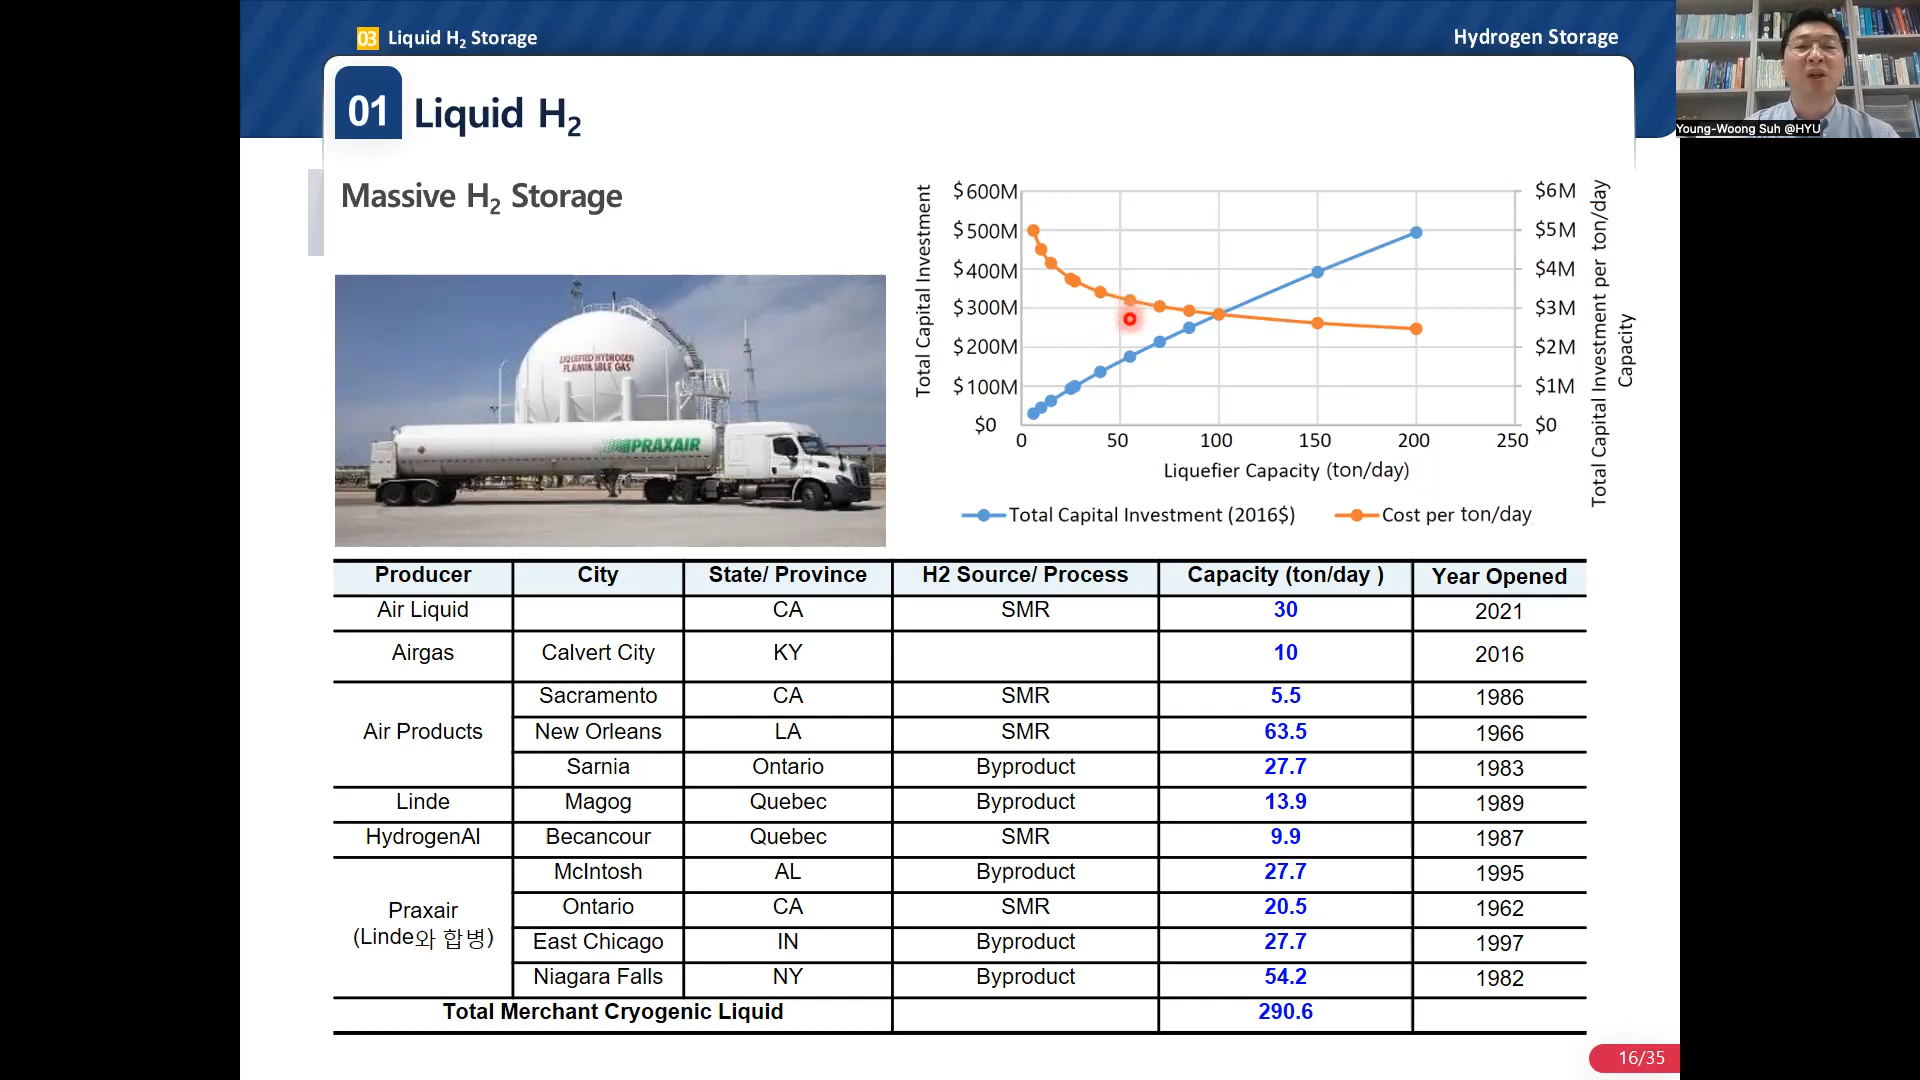 03 Liquid H2 Storage
Hydrogen Storage
Young-Woong Suh @HYU
01 Liquid H2
Massive H2 Storage
LIQUEFIED HYDROGEN
FLAMMABLE GAS
PRAXAIR
Total Capital Investment
$600M
$500M
$400M
$300M
$200M
$100M
$0
$6M
$5M
$4M
$3M
$2M
$1M
$0
Total Capital Investment per ton/day
Capacity
0 50 100 150 200 250
Liquefier Capacity (ton/day)
Total Capital Investment (2016$) Cost per ton/day
Producer City State/ Province H2 Source/ Process Capacity (ton/day ) Year Opened
Air Liquid CA SMR 30 2021
Airgas Calvert City KY 10 2016
Air Products
Sacramento CA SMR 5.5 1986
New Orleans LA SMR 63.5 1966
Sarnia Ontario Byproduct 27.7 1983
Linde Magog Quebec Byproduct 13.9 1989
HydrogenAl Becancour Quebec SMR 9.9 1987
Praxair
(Linde와 합병)
McIntosh AL Byproduct 27.7 1995
Ontario CA SMR 20.5 1962
East Chicago IN Byproduct 27.7 1997
Niagara Falls NY Byproduct 54.2 1982
Total Merchant Cryogenic Liquid 290.6
16/35